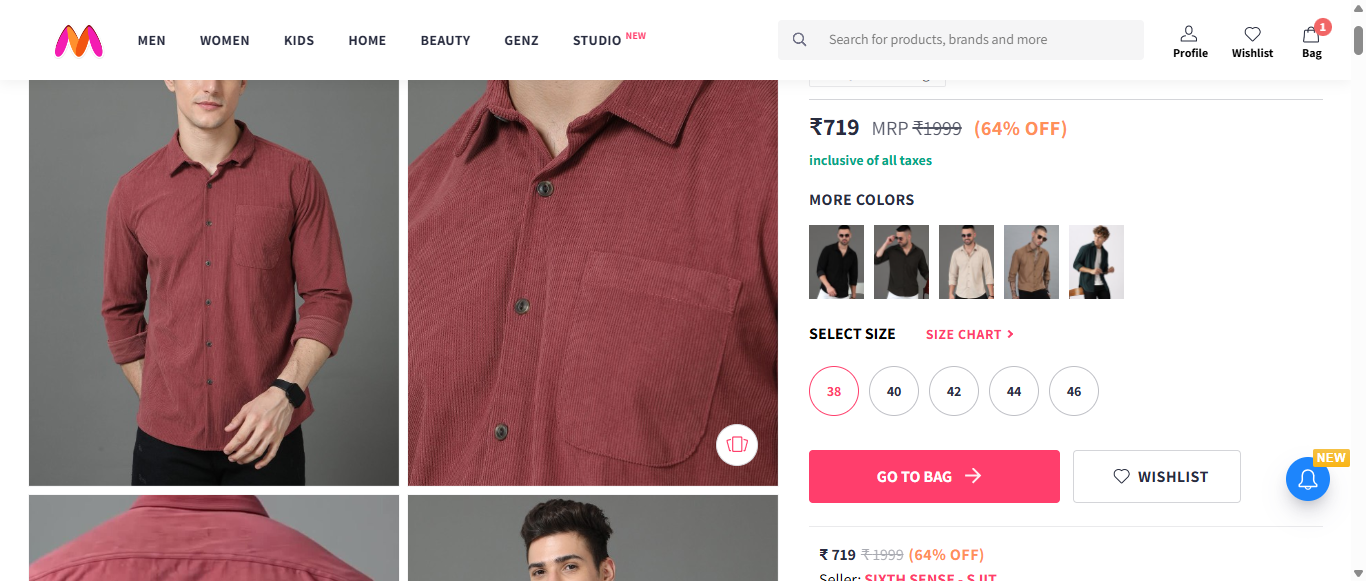 MEN WOMEN KIDS HOME BEAUTY GENZ STUDIO NEW
Search for products, brands and more
Profile Wishlist Bag 1
₹719 MRP ₹1999 (64% OFF)
inclusive of all taxes
MORE COLORS
SELECT SIZE SIZE CHART >
38 40 42 44 46
GO TO BAG → WISHLIST
NEW
₹ 719 ₹ 1999 (64% OFF)
Seller: SIXTH SENSE - SJIT